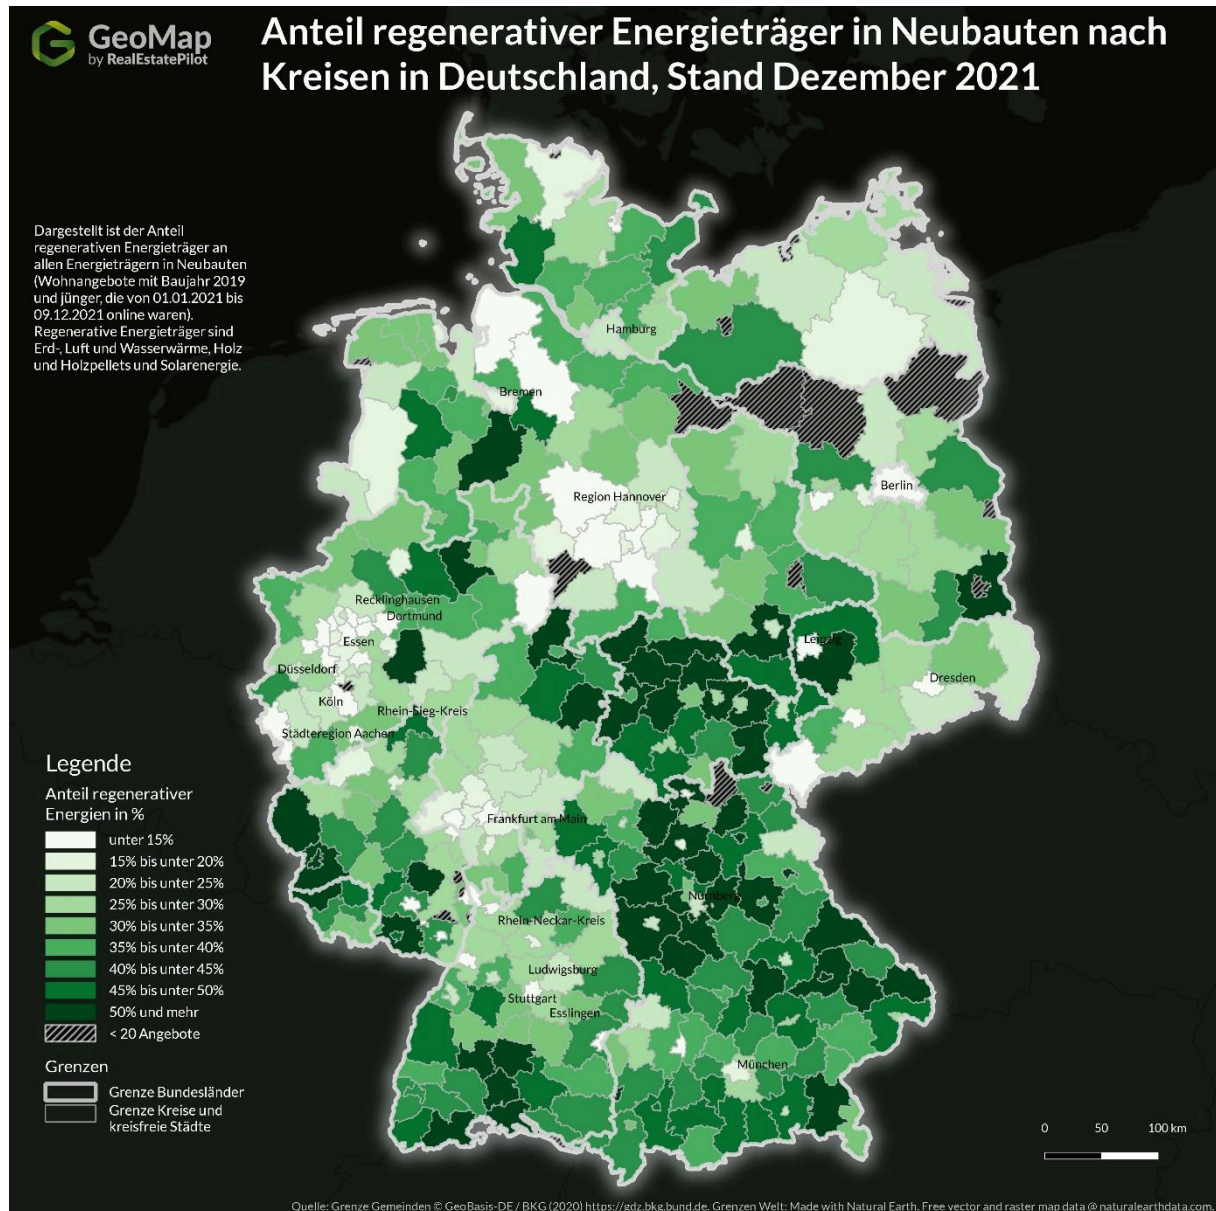 GeoMap
by RealEstatePilot
Anteil regenerativer Energieträger in Neubauten nach
Kreisen in Deutschland, Stand Dezember 2021
Dargestellt ist der Anteil
regenerativen Energieträger an
allen Energieträgern in Neubauten
(Wohnangebote mit Baujahr 2019
und jünger, die von 01.01.2021 bis
09.12.2021 online waren).
Regenerative Energieträger sind
Erd-, Luft und Wasserwärme, Holz
und Holzpellets und Solarenergie.
Hamburg
Bremen
Berlin
Region Hannover
Recklinghausen
Dortmund
Essen
Leipzig
Düsseldorf
Dresden
Köln
Rhein-Sieg-Kreis
Städteregion Aachen
Frankfurt am Main
Nürnberg
Rhein-Neckar-Kreis
Ludwigsburg
Stuttgart
Esslingen
München
Legende
Anteil regenerativer
Energien in %
unter 15%
15% bis unter 20%
20% bis unter 25%
25% bis unter 30%
30% bis unter 35%
35% bis unter 40%
40% bis unter 45%
45% bis unter 50%
50% und mehr
< 20 Angebote
Grenzen
Grenze Bundesländer
Grenze Kreise und
kreisfreie Städte
0 50 100 km
Quelle: Grenze Gemeinden © GeoBasis-DE / BKG (2020) https://gdz.bkg.bund.de. Grenzen Welt: Made with Natural Earth. Free vector and raster map data @ naturalearthdata.com.